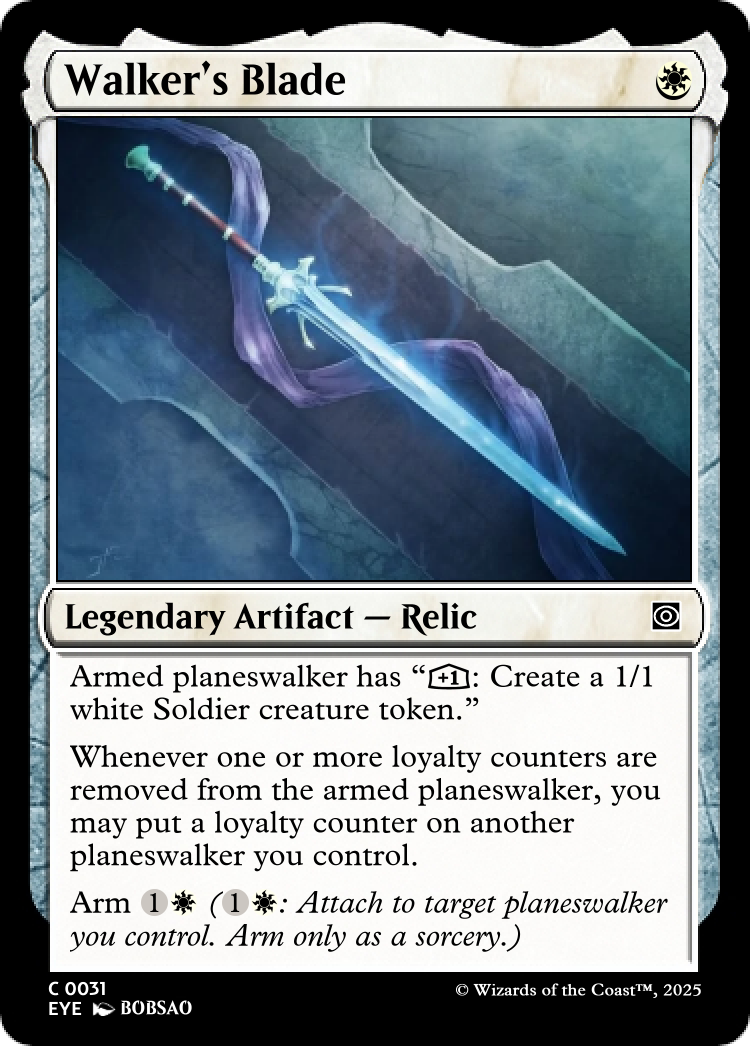 Walker's Blade
Legendary Artifact — Relic
Armed planeswalker has “+1: Create a 1/1
white Soldier creature token.”
Whenever one or more loyalty counters are
removed from the armed planeswalker, you
may put a loyalty counter on another
planeswalker you control.
Arm 1 (1: Attach to target planeswalker
you control. Arm only as a sorcery.)
C 0031
© Wizards of the Coast™, 2025
EYE BOBSAO